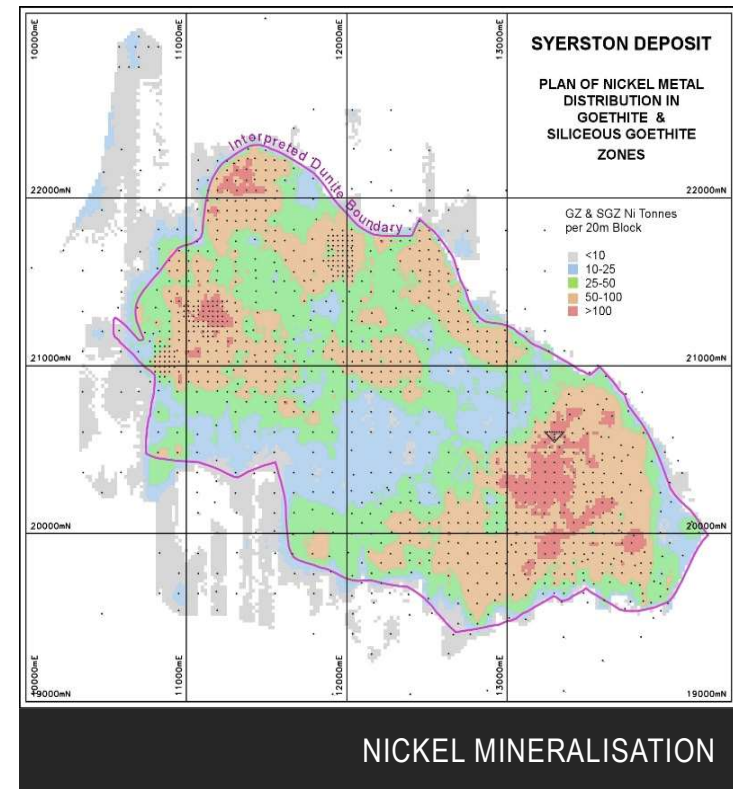 10000mE
11000mE
12000mE
13000mE
SYERSTON DEPOSIT
PLAN OF NICKEL METAL
DISTRIBUTION IN
GOETHITE &
SILICEOUS GOETHITE
ZONES
Interpreted Dunite Boundary
22000mN
22000mN
GZ & SGZ Ni Tonnes
per 20m Block
<10
10-25
25-50
50-100
>100
21000mN
21000mN
20000mN
20000mN
10000mE
11000mE
12000mE
13000mE
19000mN
19000mN
NICKEL MINERALISATION